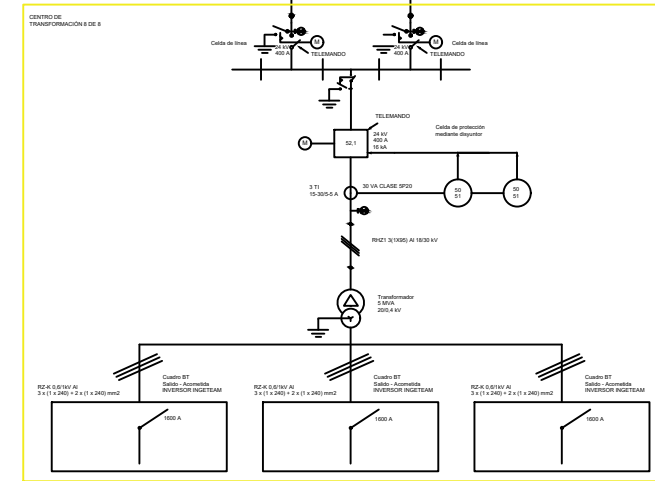 CENTRO DE
TRANSFORMACIÓN 8 DE 8
Celda de línea
24 kV
400 A
M
TELEMANDO
24 kV
400 A
M
TELEMANDO
Celda de línea
TELEMANDO
M
52,1
24 kV
400 A
16 kA
Celda de protección
mediante disyuntor
3 TI
15-30/5-5 A
30 VA CLASE 5P20
50
51
50
51
RHZ1 3(1X95) Al 18/30 kV
Transformador
5 MVA
20/0,4 kV
RZ-K 0,6/1kV Al
3 x (1 x 240) + 2 x (1 x 240) mm2
Cuadro BT
Salido - Acometida
INVERSOR INGETEAM
1600 A
RZ-K 0,6/1kV Al
3 x (1 x 240) + 2 x (1 x 240) mm2
Cuadro BT
Salido - Acometida
INVERSOR INGETEAM
1600 A
RZ-K 0,6/1kV Al
3 x (1 x 240) + 2 x (1 x 240) mm2
Cuadro BT
Salido - Acometida
INVERSOR INGETEAM
1600 A